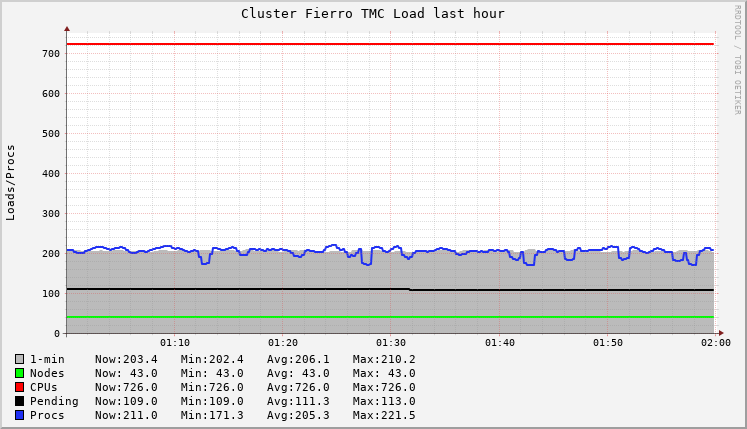 Cluster Fierro TMC Load last hour
RRDTOOL / TOBI OETIKER
Loads/Procs
700
600
500
400
300
200
100
0
01:10 01:20 01:30 01:40 01:50 02:00
1-min Now:203.4 Min:202.4 Avg:206.1 Max:210.2
Nodes Now: 43.0 Min: 43.0 Avg: 43.0 Max: 43.0
CPUs Now:726.0 Min:726.0 Avg:726.0 Max:726.0
Pending Now:109.0 Min:109.0 Avg:111.3 Max:113.0
Procs Now:211.0 Min:171.3 Avg:205.3 Max:221.5